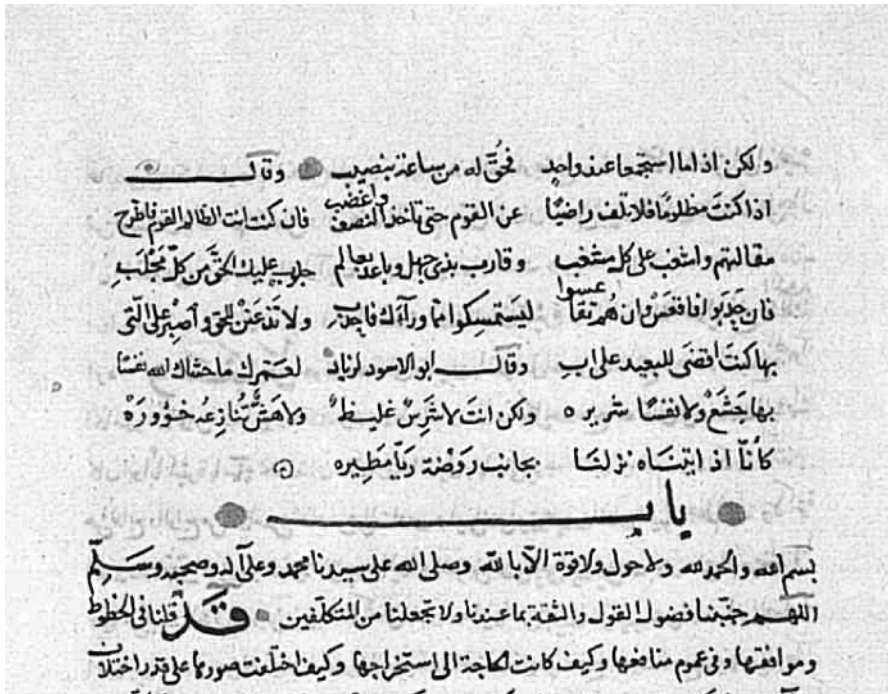 ولكن اذا ما استجمعا عند واحد فحق له من ساعة بنصيب وقال
اذا كنت مظلوما فلا تلف راضيا عن القوم حتى تاخذ النصف واغضب فان كنت انت الظالم القوم فاطرح
مقالتهم واشغب على كل مشغب وقارب بذي جهل وباعد بعالم جلوب عليك الحق من كل مجلب
فان حدبوا فاقعس وان هم تقاعسوا ليستمسكوا مما وراءك فاحدب ولا تدعني للحق واصبر على التي
بها كنت اقضي للبعيد على اب وقال ابو الاسود لزياد لعمرك ما حشاك الله نفسا
بها جشع ولا نفسا شريره ولكن انت لا شرس غليظ ولا هش تنازعه خؤوره
كانا اذ اتيناه نزلنا بجانب روضة ريا مطيره
باب
بسم الله والحمد لله ولا حول ولا قوة الا بالله وصلى الله على سيدنا محمد وعلى آله وصحبه وسلم
اللهم جنبنا فضول القول والثقة بما عندنا ولا تجعلنا من المتكلفين قد قلنا في الخطوط
ومرافقها وفي عموم منافعها وكيف كانت الحاجة الى استخراجها وكيف اختلفت صورها على قدر اختلاف